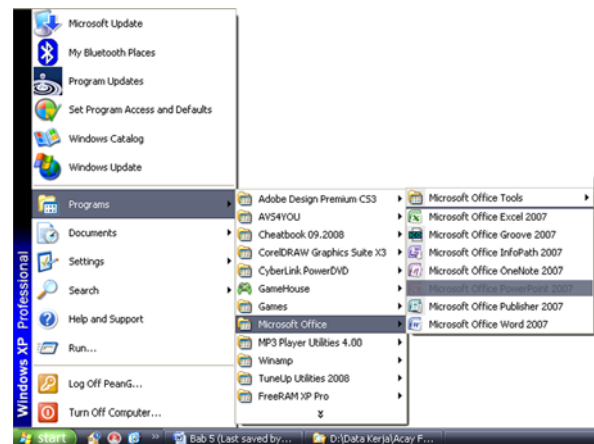 Microsoft Update
My Bluetooth Places
Program Updates
Set Program Access and Defaults
Windows Catalog
Windows Update
Programs
Documents
Settings
Search
Help and Support
Run...
Log Off PeanG...
Turn Off Computer...
Windows XP Professional
Adobe Design Premium CS3
AVS4YOU
Cheatbook 09.2008
CorelDRAW Graphics Suite X3
CyberLink PowerDVD
GameHouse
Games
Microsoft Office
MP3 Player Utilities 4.00
Winamp
TuneUp Utilities 2008
FreeRAM XP Pro
Microsoft Office Tools
Microsoft Office Excel 2007
Microsoft Office Groove 2007
Microsoft Office InfoPath 2007
Microsoft Office OneNote 2007
Microsoft Office PowerPoint 2007
Microsoft Office Publisher 2007
Microsoft Office Word 2007
start
Bab 5 (Last saved by...
D:\Data Kerja\Acay F...